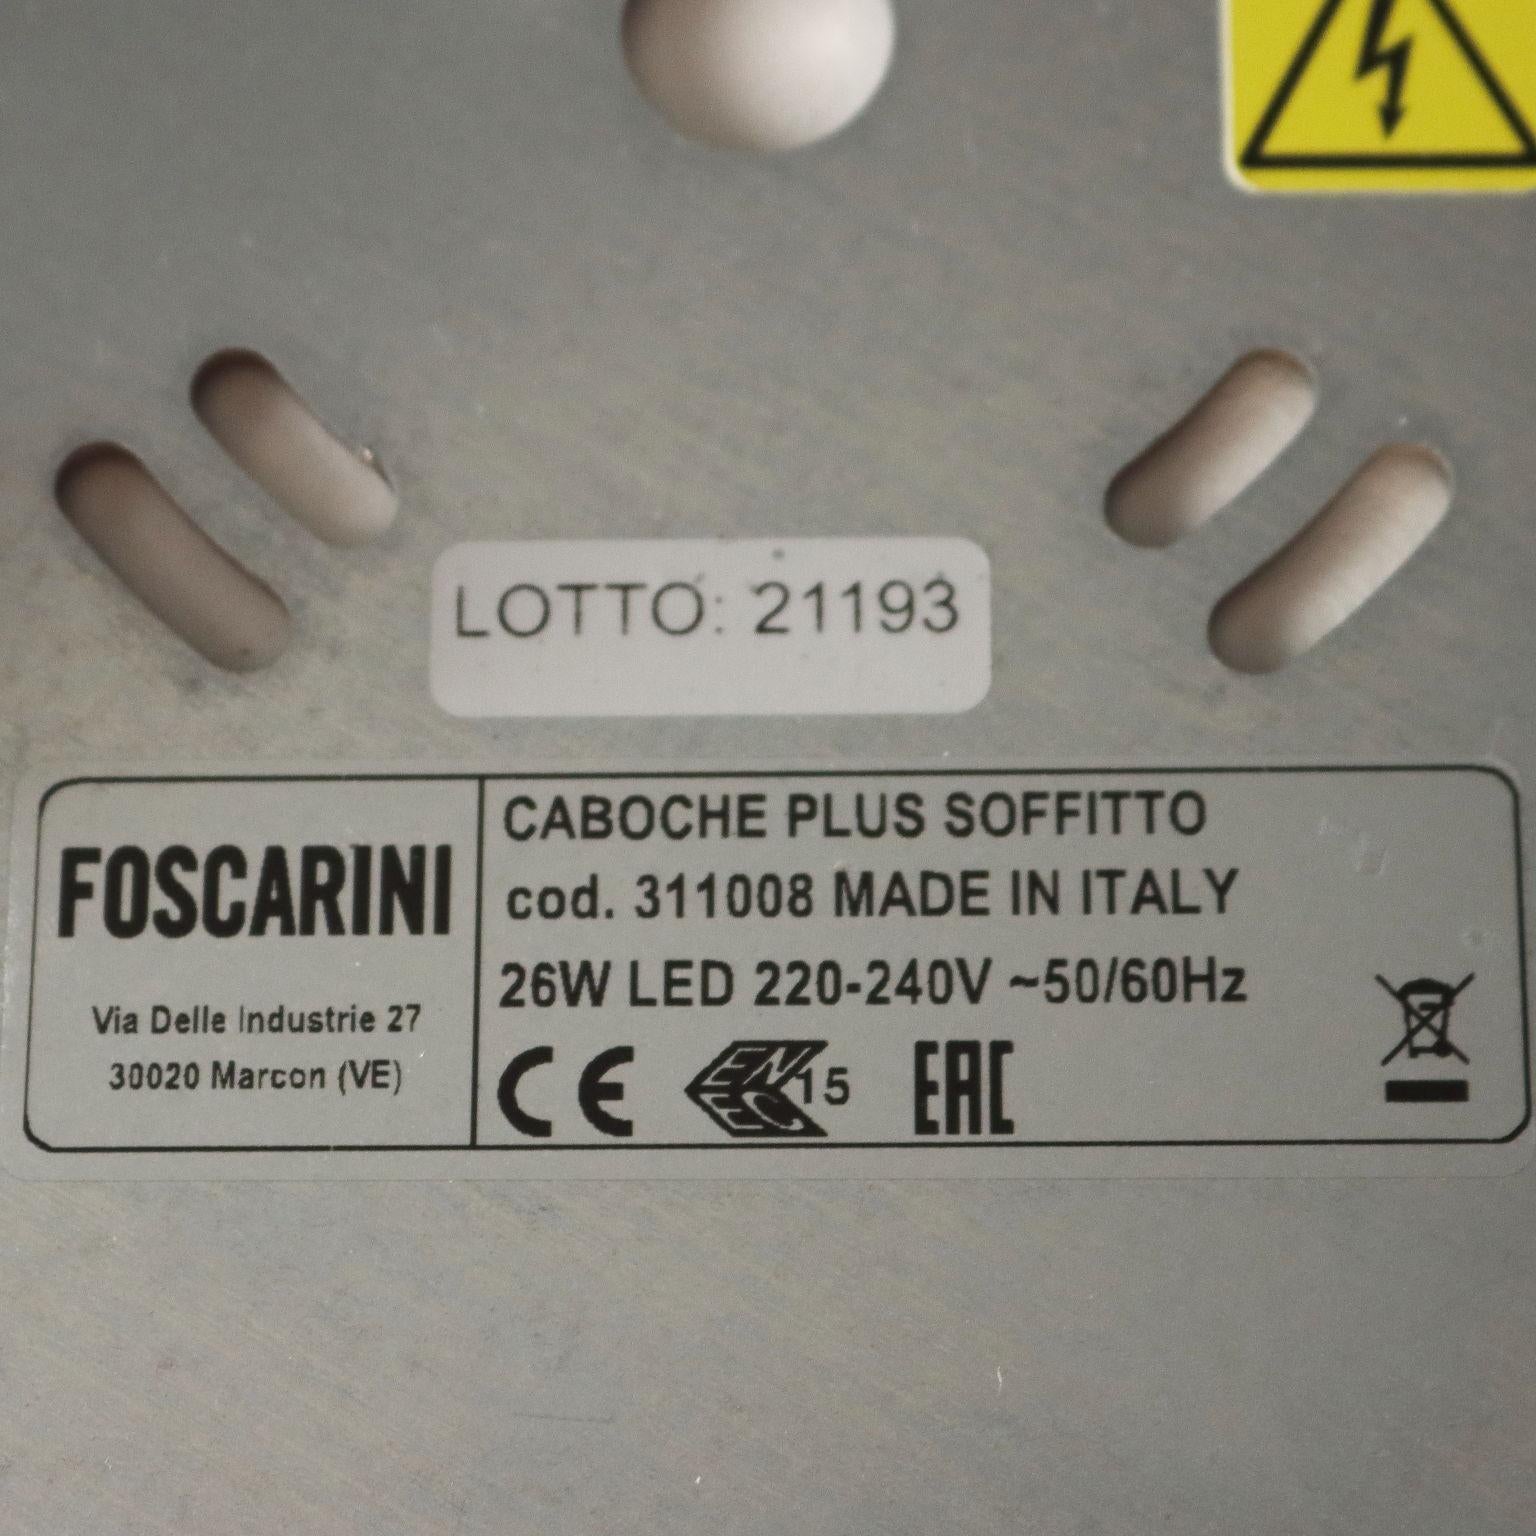 LOTTO: 21193
FOSCARINI
Via Delle Industrie 27
30020 Marcon (VE)
CABOCHE PLUS SOFFITTO
cod. 311008 MADE IN ITALY
26W LED 220-240V ~50/60Hz
CE ENEC 15 EAC